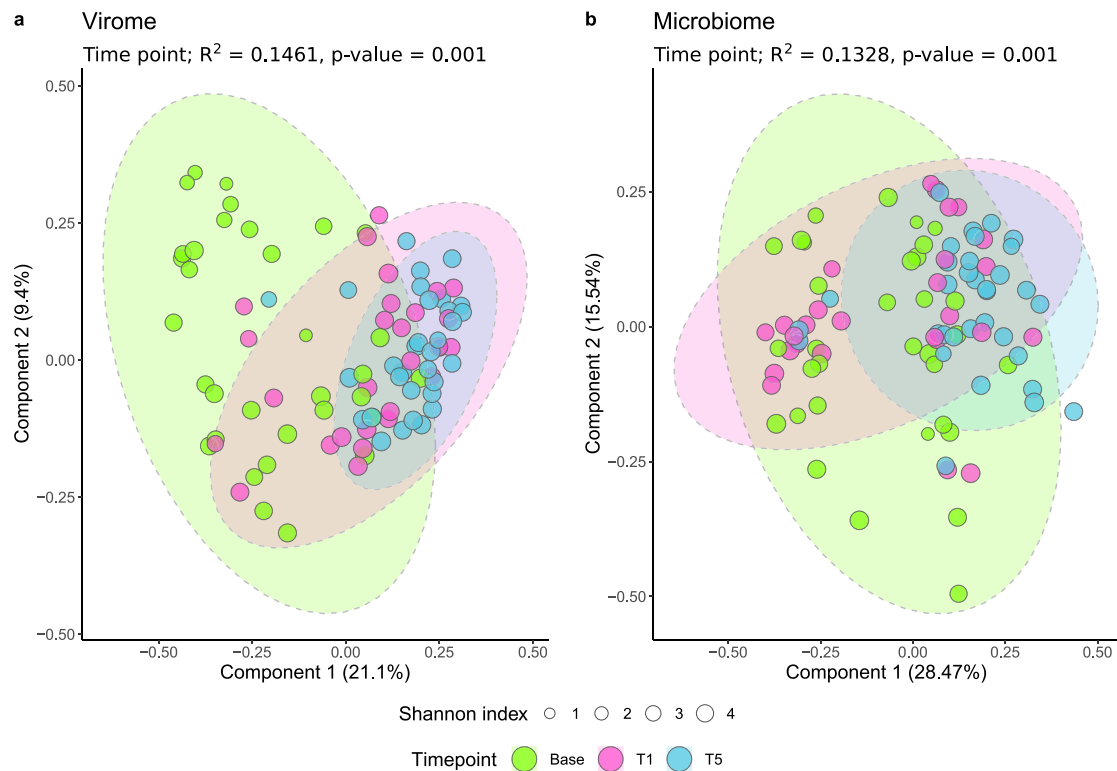 a Virome
Time point; R² = 0.1461, p-value = 0.001
0.50
0.25
0.00
−0.25
−0.50
Component 2 (9.4%)
−0.50 −0.25 0.00 0.25 0.50
Component 1 (21.1%)
b Microbiome
Time point; R² = 0.1328, p-value = 0.001
0.25
0.00
−0.25
−0.50
Component 2 (15.54%)
−0.50 −0.25 0.00 0.25 0.50
Component 1 (28.47%)
Shannon index 1 2 3 4
Timepoint Base T1 T5